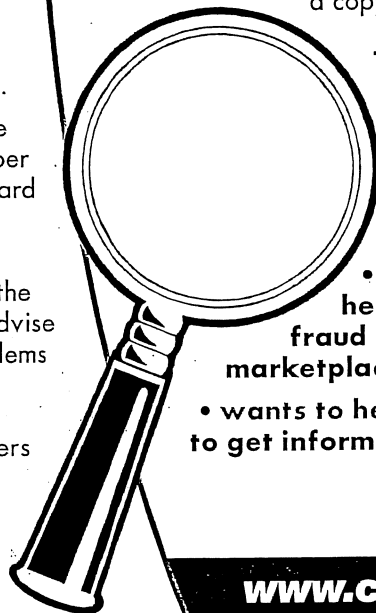 a cop
.
e
ber
ard
the
dvise
lems
ers
•
he
fraud
marketplac
• wants to he
to get inform
www.c